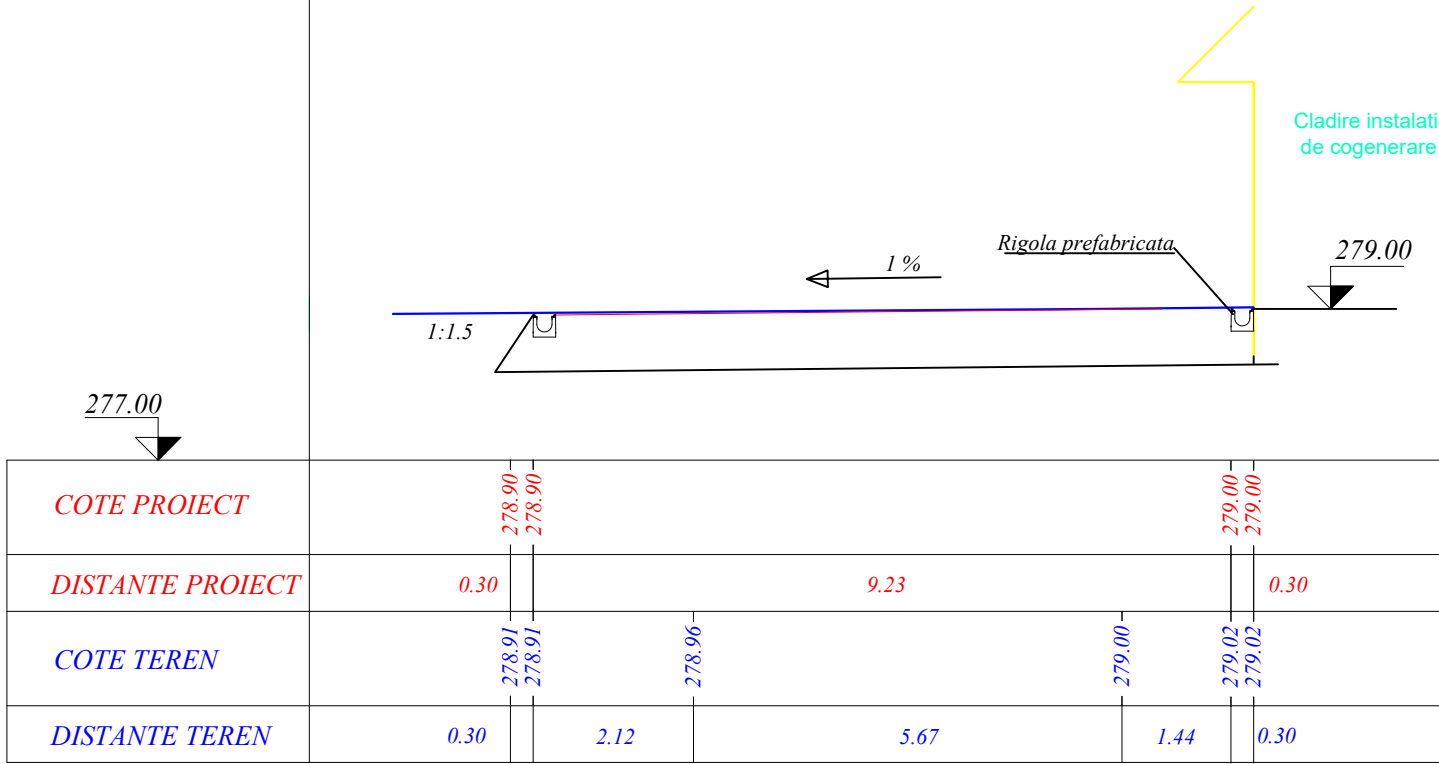 Cladire instalati
de cogenerare
Rigola prefabricata
279.00
1 %
1:1.5
277.00
COTE PROIECT 278.90 278.90 279.00 279.00
DISTANTE PROIECT 0.30 9.23 0.30
COTE TEREN 278.91 278.91 278.96 279.00 279.02 279.02
DISTANTE TEREN 0.30 2.12 5.67 1.44 0.30